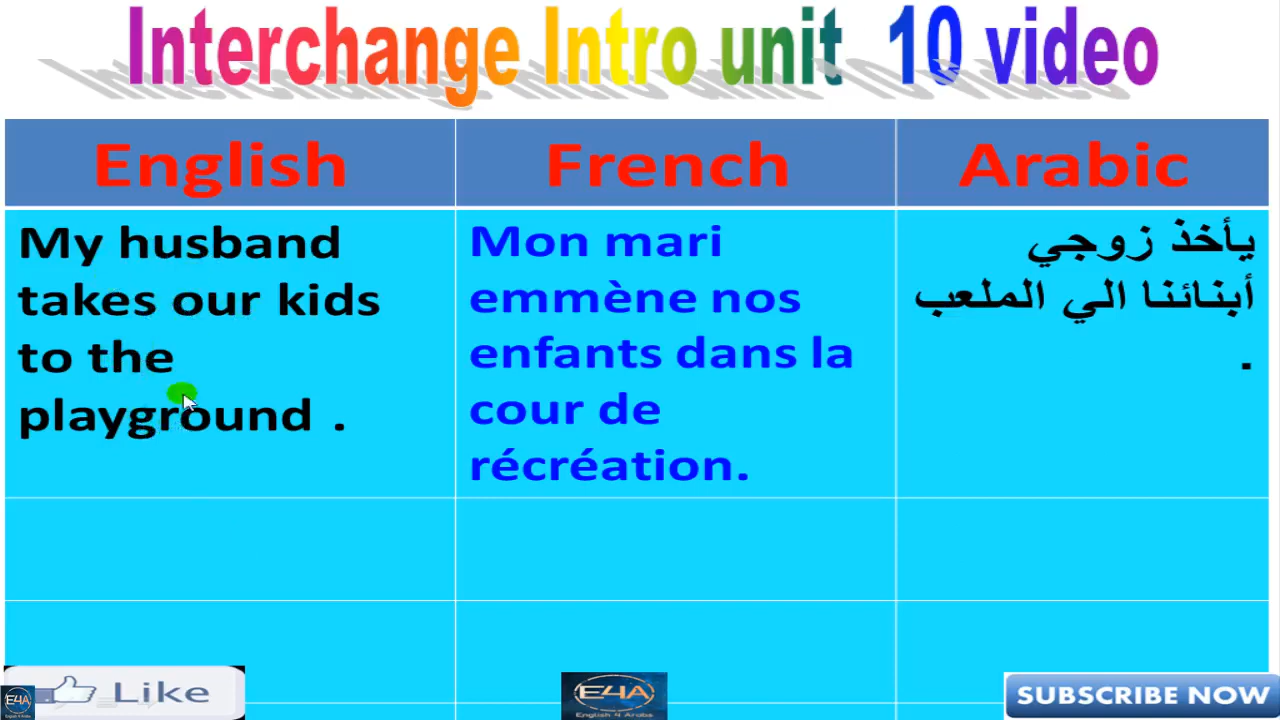 Interchange Intro unit 10 video
English
French
Arabic
My husband
takes our kids
to the
playground .
Mon mari
emmène nos
enfants dans la
cour de
récréation.
يأخذ زوجي
أبنائنا الي الملعب
.
Like
E4A
English 4 Arabs
E4A
SUBSCRIBE NOW